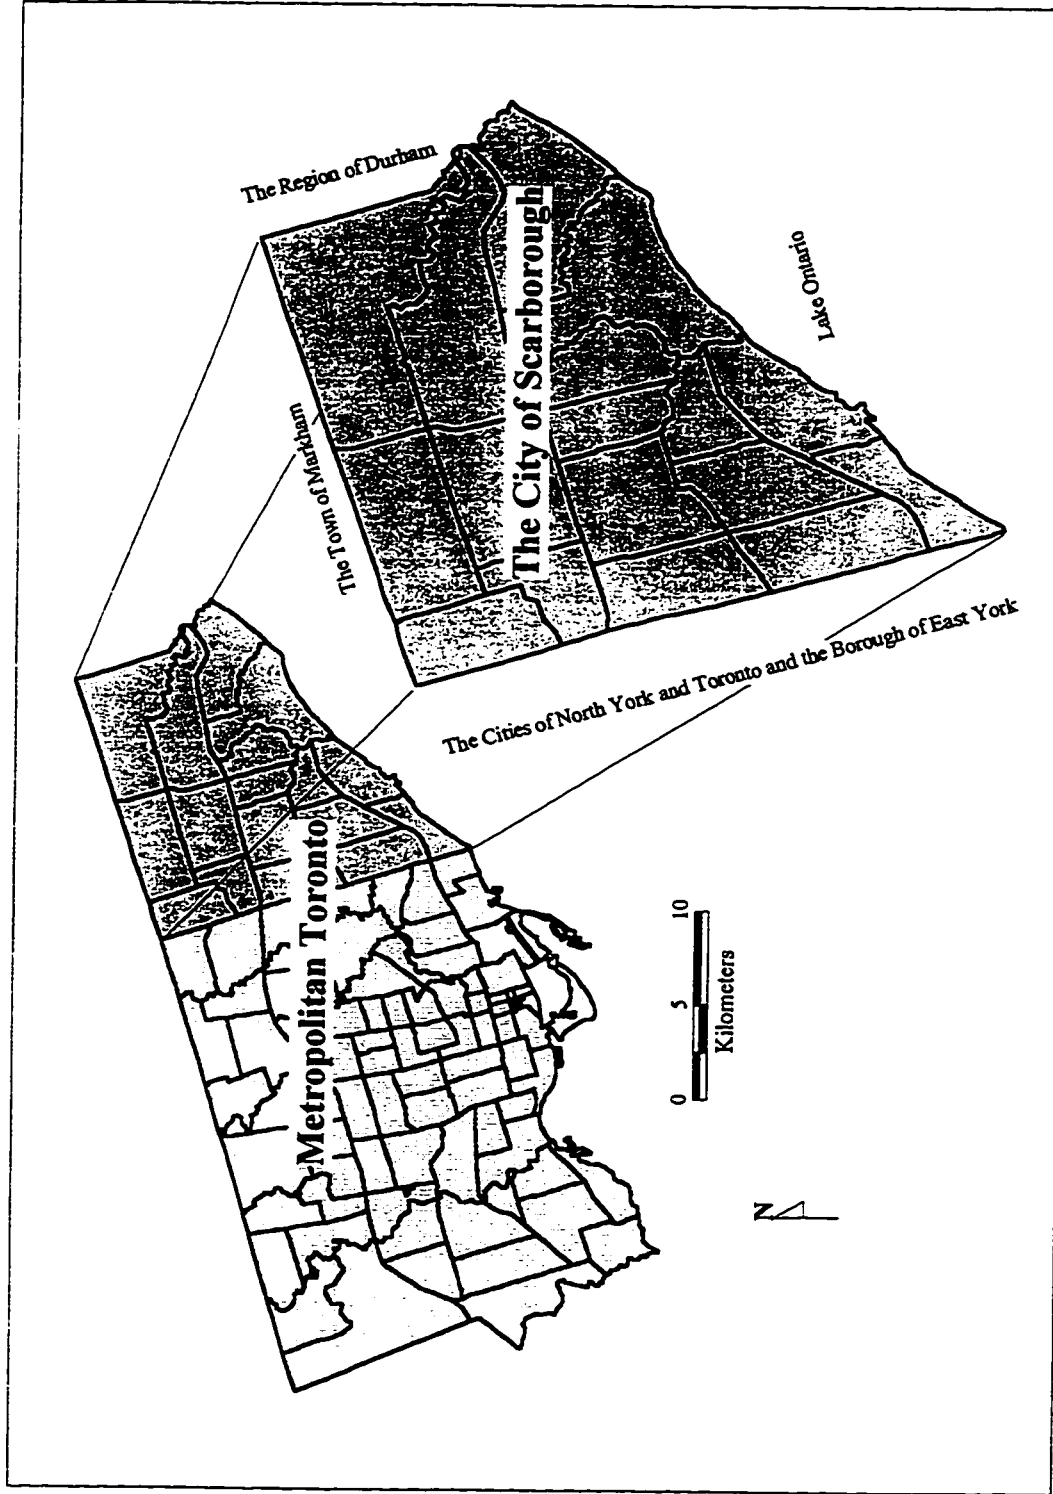 The Region of Durham
The Town of Markham
The City of Scarborough
Lake Ontario
The Cities of North York and Toronto and the Borough of East York
Metropolitan Toronto
0 5 10
Kilometers
N